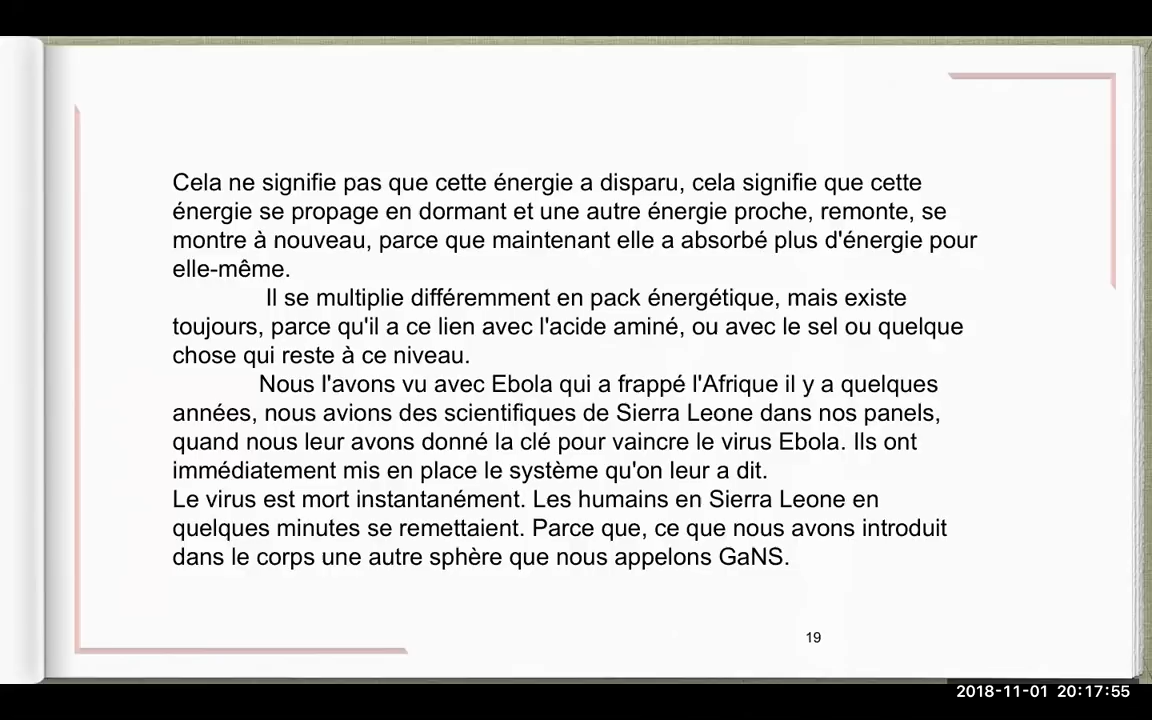 Cela ne signifie pas que cette énergie a disparu, cela signifie que cette
énergie se propage en dormant et une autre énergie proche, remonte, se
montre à nouveau, parce que maintenant elle a absorbé plus d'énergie pour
elle-même.
Il se multiplie différemment en pack énergétique, mais existe
toujours, parce qu'il a ce lien avec l'acide aminé, ou avec le sel ou quelque
chose qui reste à ce niveau.
Nous l'avons vu avec Ebola qui a frappé l'Afrique il y a quelques
années, nous avions des scientifiques de Sierra Leone dans nos panels,
quand nous leur avons donné la clé pour vaincre le virus Ebola. Ils ont
immédiatement mis en place le système qu'on leur a dit.
Le virus est mort instantanément. Les humains en Sierra Leone en
quelques minutes se remettaient. Parce que, ce que nous avons introduit
dans le corps une autre sphère que nous appelons GaNS.
19
2018-11-01 20:17:55